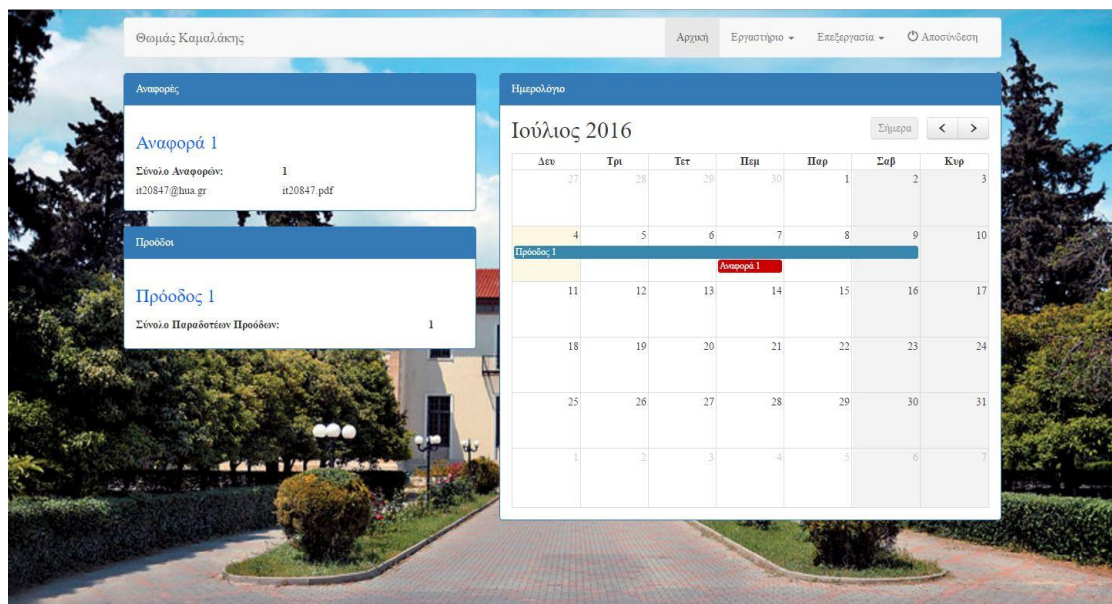 Θωμάς Καμαλάκης
Αρχική Εργαστήριο Επεξεργασία Αποσύνδεση
Αναφορές
Αναφορά 1
Σύνολο Αναφορών: 1
it20847@hua.gr it20847.pdf
Προόδοι
Πρόοδος 1
Σύνολο Παραδοτέων Προόδων: 1
Ημερολόγιο
Ιούλιος 2016
Σήμερα < >
Δευ Τρι Τετ Πεμ Παρ Σαβ Κυρ
27 28 29 30 1 2 3
4 5 6 7 8 9 10
Πρόοδος 1
Αναφορά 1
11 12 13 14 15 16 17
18 19 20 21 22 23 24
25 26 27 28 29 30 31
1 2 3 4 5 6 7